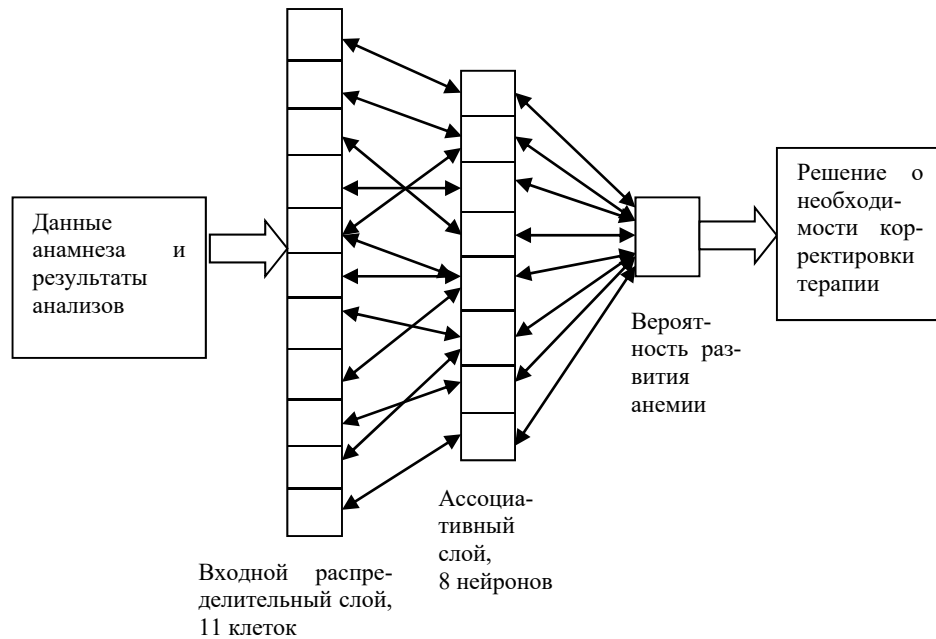 Данные
анамнеза и
результаты
анализов
Входной распре-
делительный слой,
11 клеток
Ассоциа-
тивный
слой,
8 нейронов
Вероят-
ность раз-
вития
анемии
Решение о
необходи-
мости кор-
ректировки
терапии